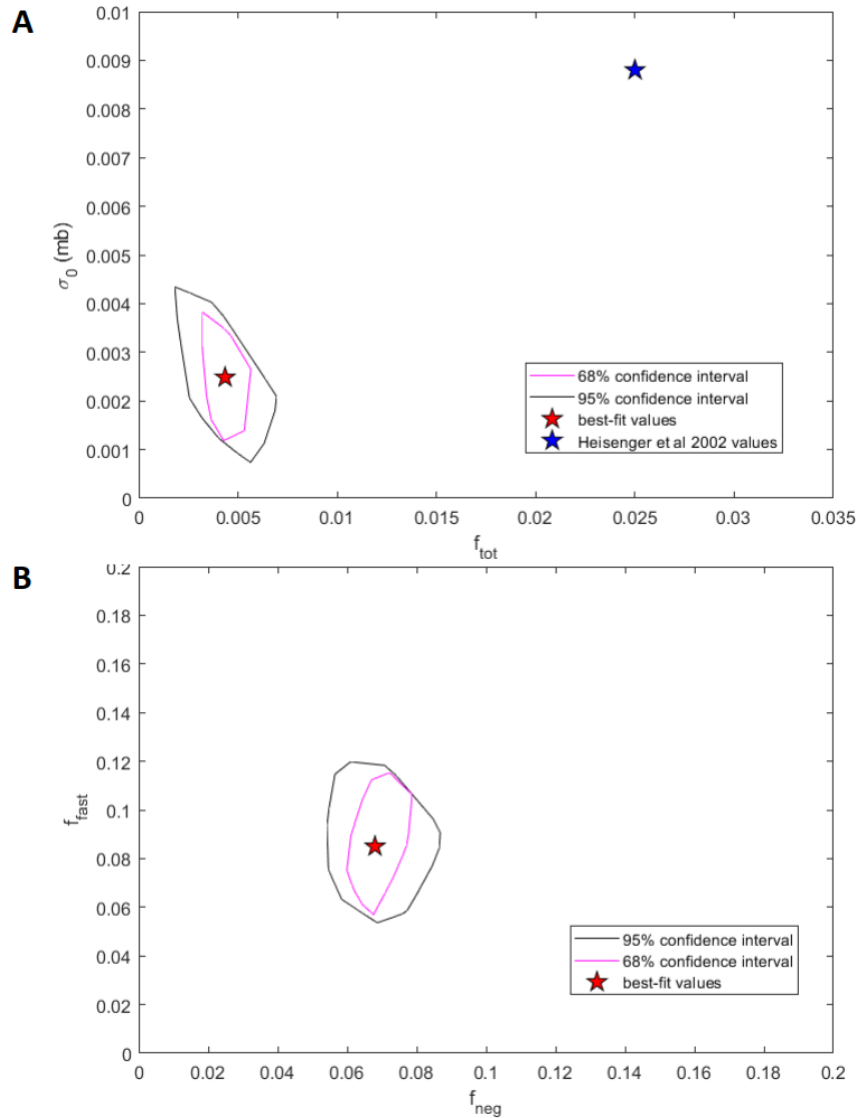 A
0.01
0.009
0.008
0.007
0.006
0.005
0.004
0.003
0.002
0.001
0
σ0 (mb)
68% confidence interval
95% confidence interval
best-fit values
Heisenger et al 2002 values
0 0.005 0.01 0.015 0.02 0.025 0.03 0.035
ftot
B
0.2
0.18
0.16
0.14
0.12
0.1
0.08
0.06
0.04
0.02
0
ffast
95% confidence interval
68% confidence interval
best-fit values
0 0.02 0.04 0.06 0.08 0.1 0.12 0.14 0.16 0.18 0.2
fneg